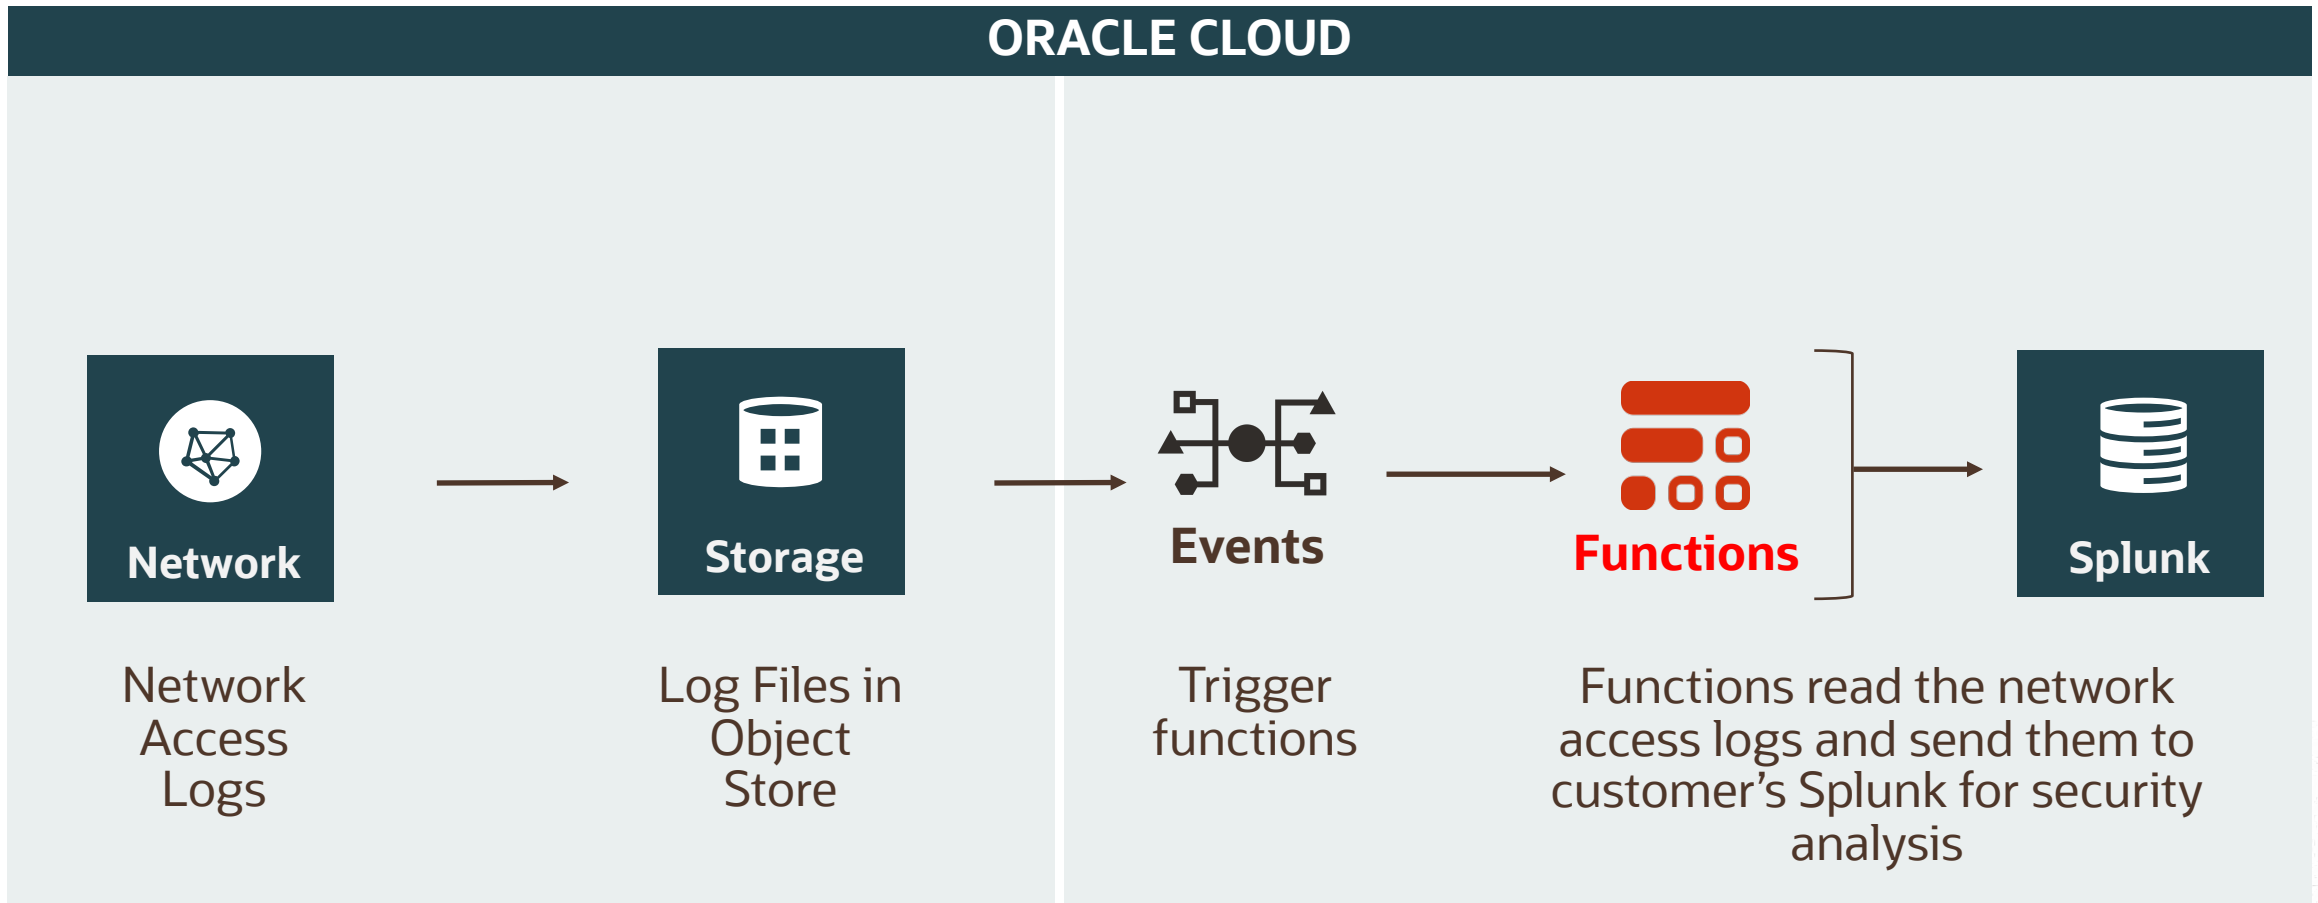 ORACLE CLOUD
Network
Network
Access
Logs
Storage
Log Files in
Object
Store
Events
Trigger
functions
Functions
Splunk
Functions read the network
access logs and send them to
customer’s Splunk for security
analysis